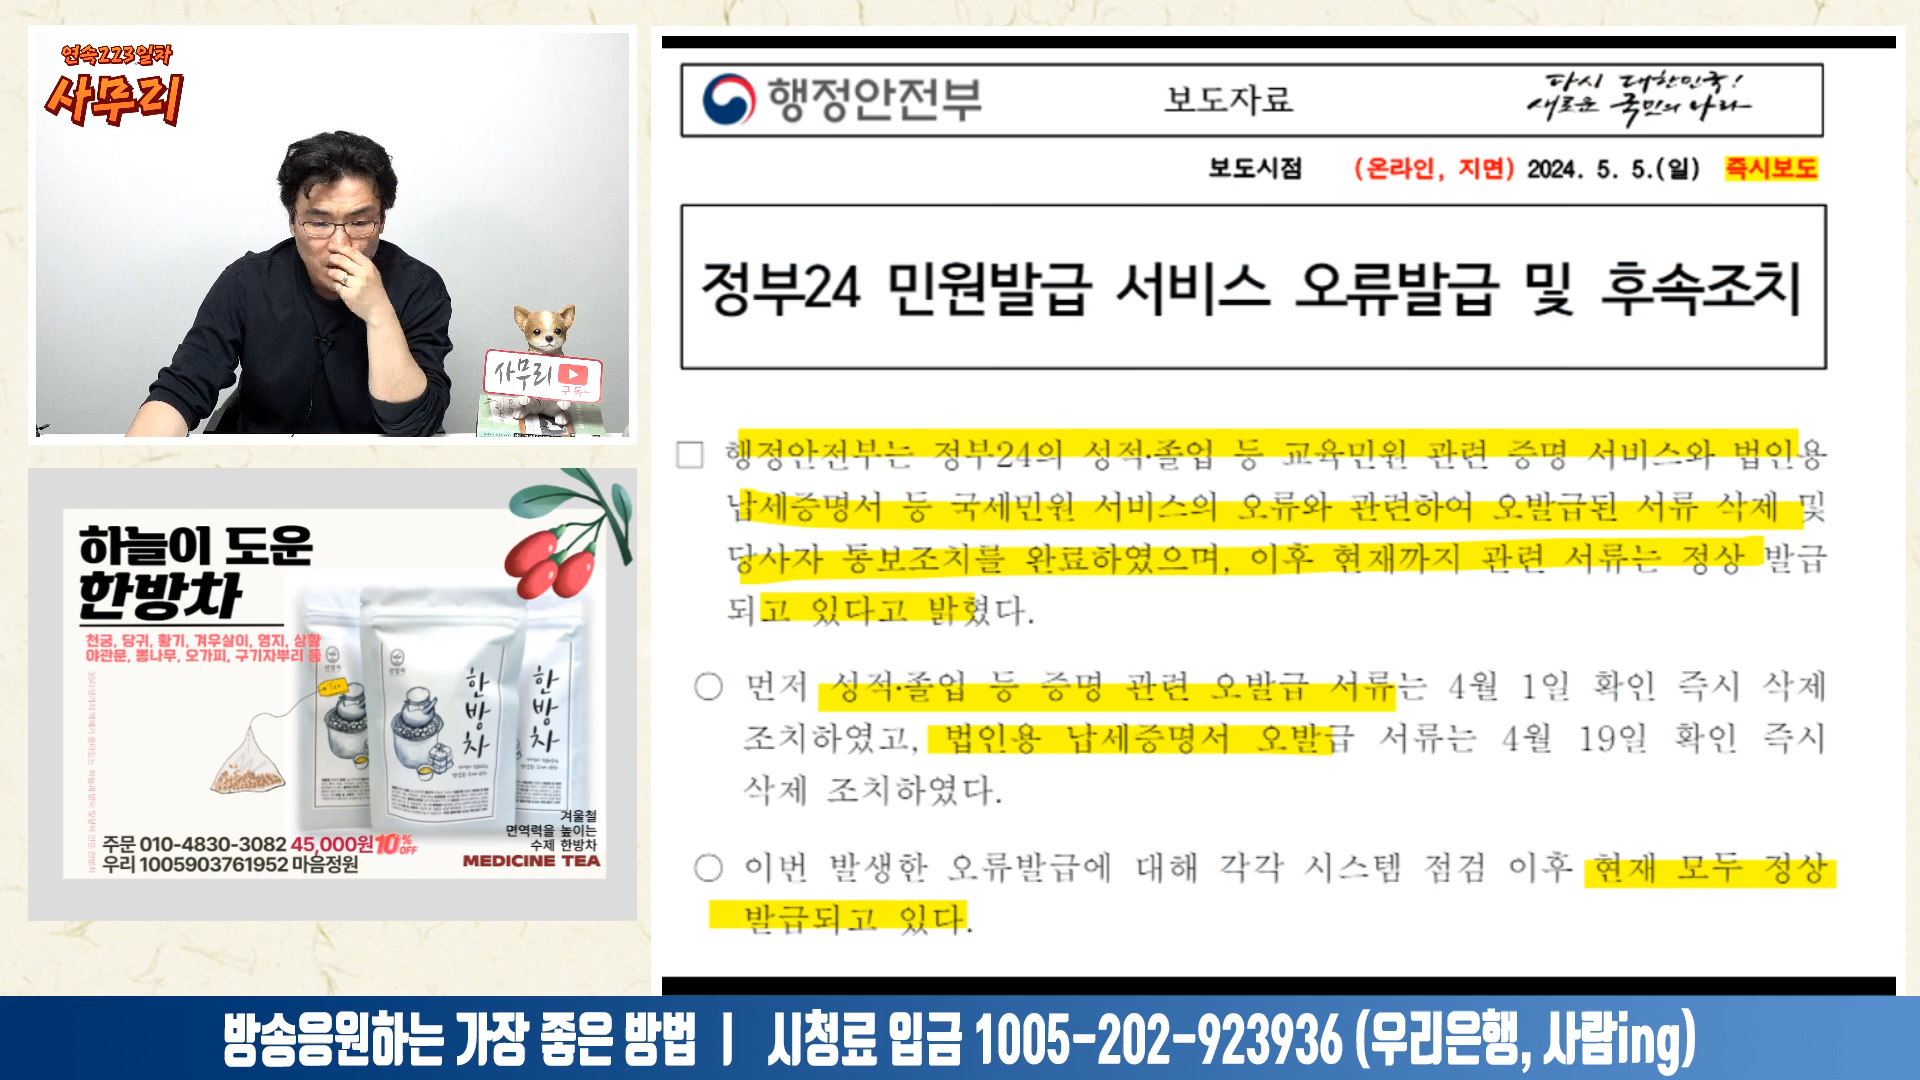 연속223일차
사무리
사무리
구독~
하늘이 도운
한방차
천궁, 당귀, 황기, 겨우살이, 영지, 상황
야관문, 뽕나무, 오가피, 구기자뿌리 등
한방차
한방차
겨울철
면역력을 높이는
수제 한방차
MEDICINE TEA
주문 010-4830-3082 45,000원 10% OFF
우리 1005903761952 마음정원
행정안전부
보도자료
다시 대한민국!
새로운 국민의 나라
보도시점 (온라인, 지면) 2024. 5. 5.(일) 즉시보도
정부24 민원발급 서비스 오류발급 및 후속조치
□ 행정안전부는 정부24의 성적·졸업 등 교육민원 관련 증명 서비스와 법인용
납세증명서 등 국세민원 서비스의 오류와 관련하여 오발급된 서류 삭제 및
당사자 통보조치를 완료하였으며, 이후 현재까지 관련 서류는 정상 발급
되고 있다고 밝혔다.
○ 먼저 성적·졸업 등 증명 관련 오발급 서류는 4월 1일 확인 즉시 삭제
조치하였고, 법인용 납세증명서 오발급 서류는 4월 19일 확인 즉시
삭제 조치하였다.
○ 이번 발생한 오류발급에 대해 각각 시스템 점검 이후 현재 모두 정상
발급되고 있다.
방송응원하는 가장 좋은 방법 ㅣ 시청료 입금 1005-202-923936 (우리은행, 사람ing)